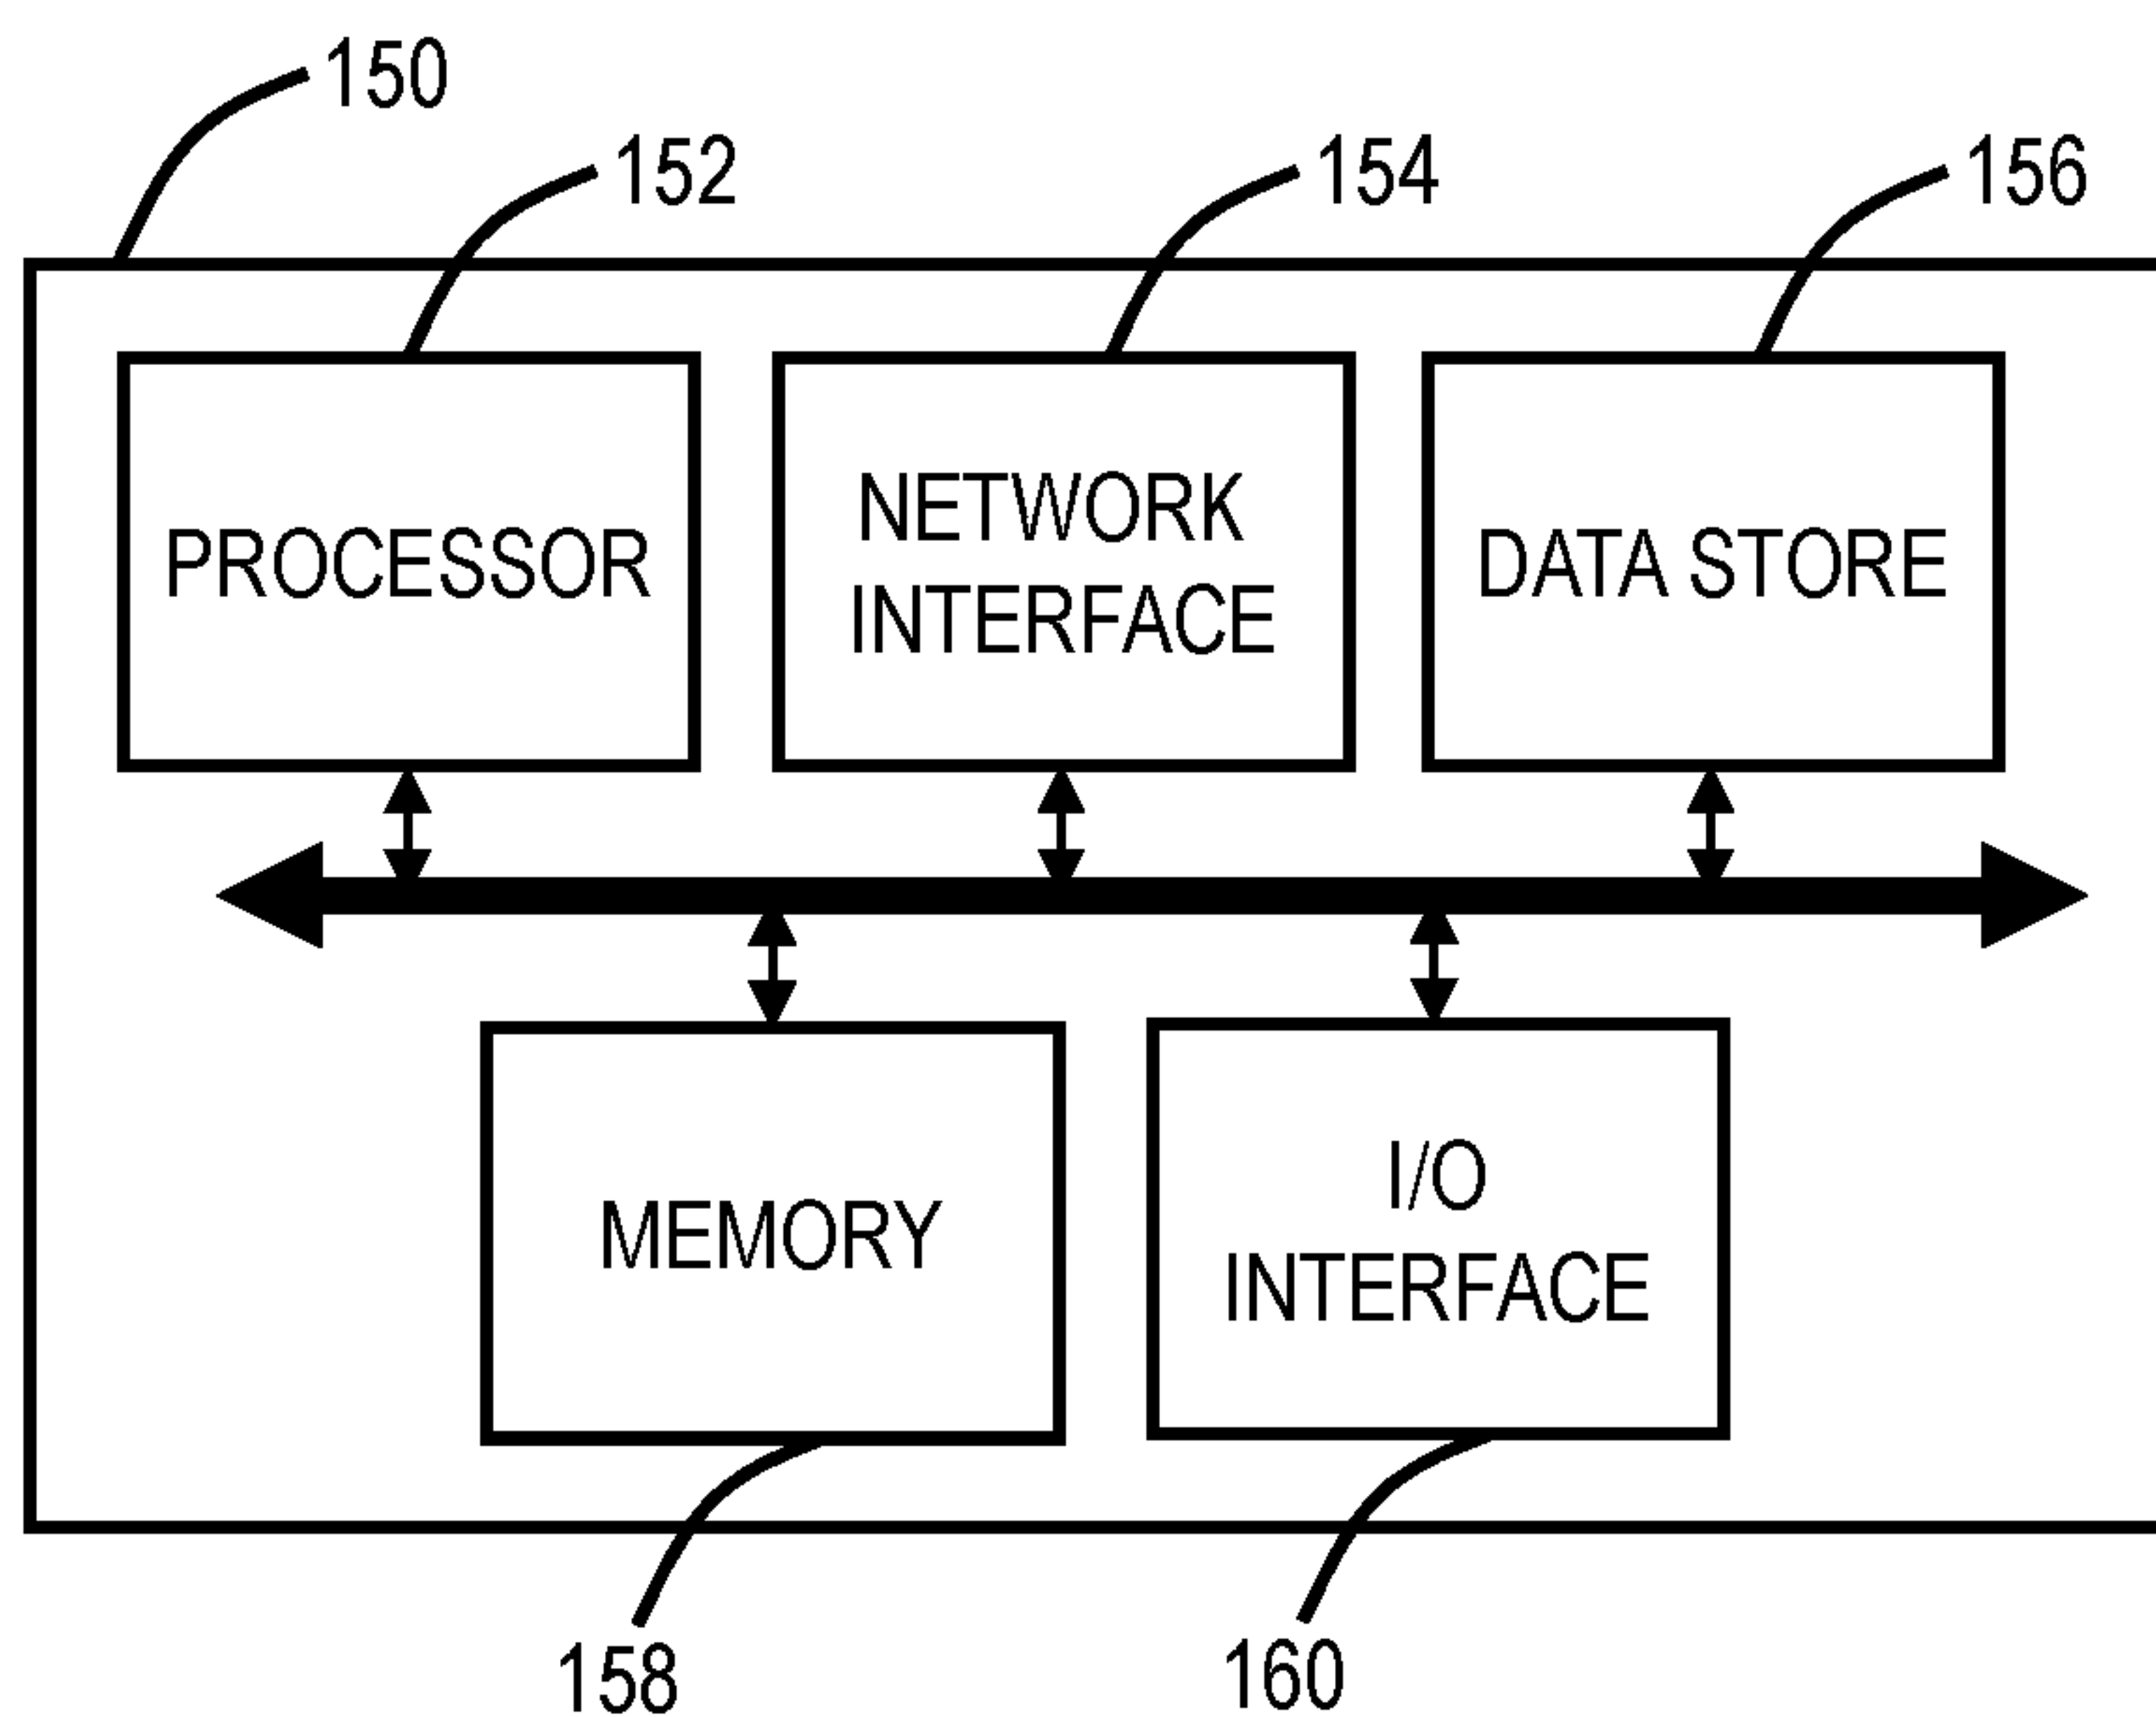 150
152
154
156
PROCESSOR
NETWORK
INTERFACE
DATA STORE
MEMORY
I/O
INTERFACE
158
160